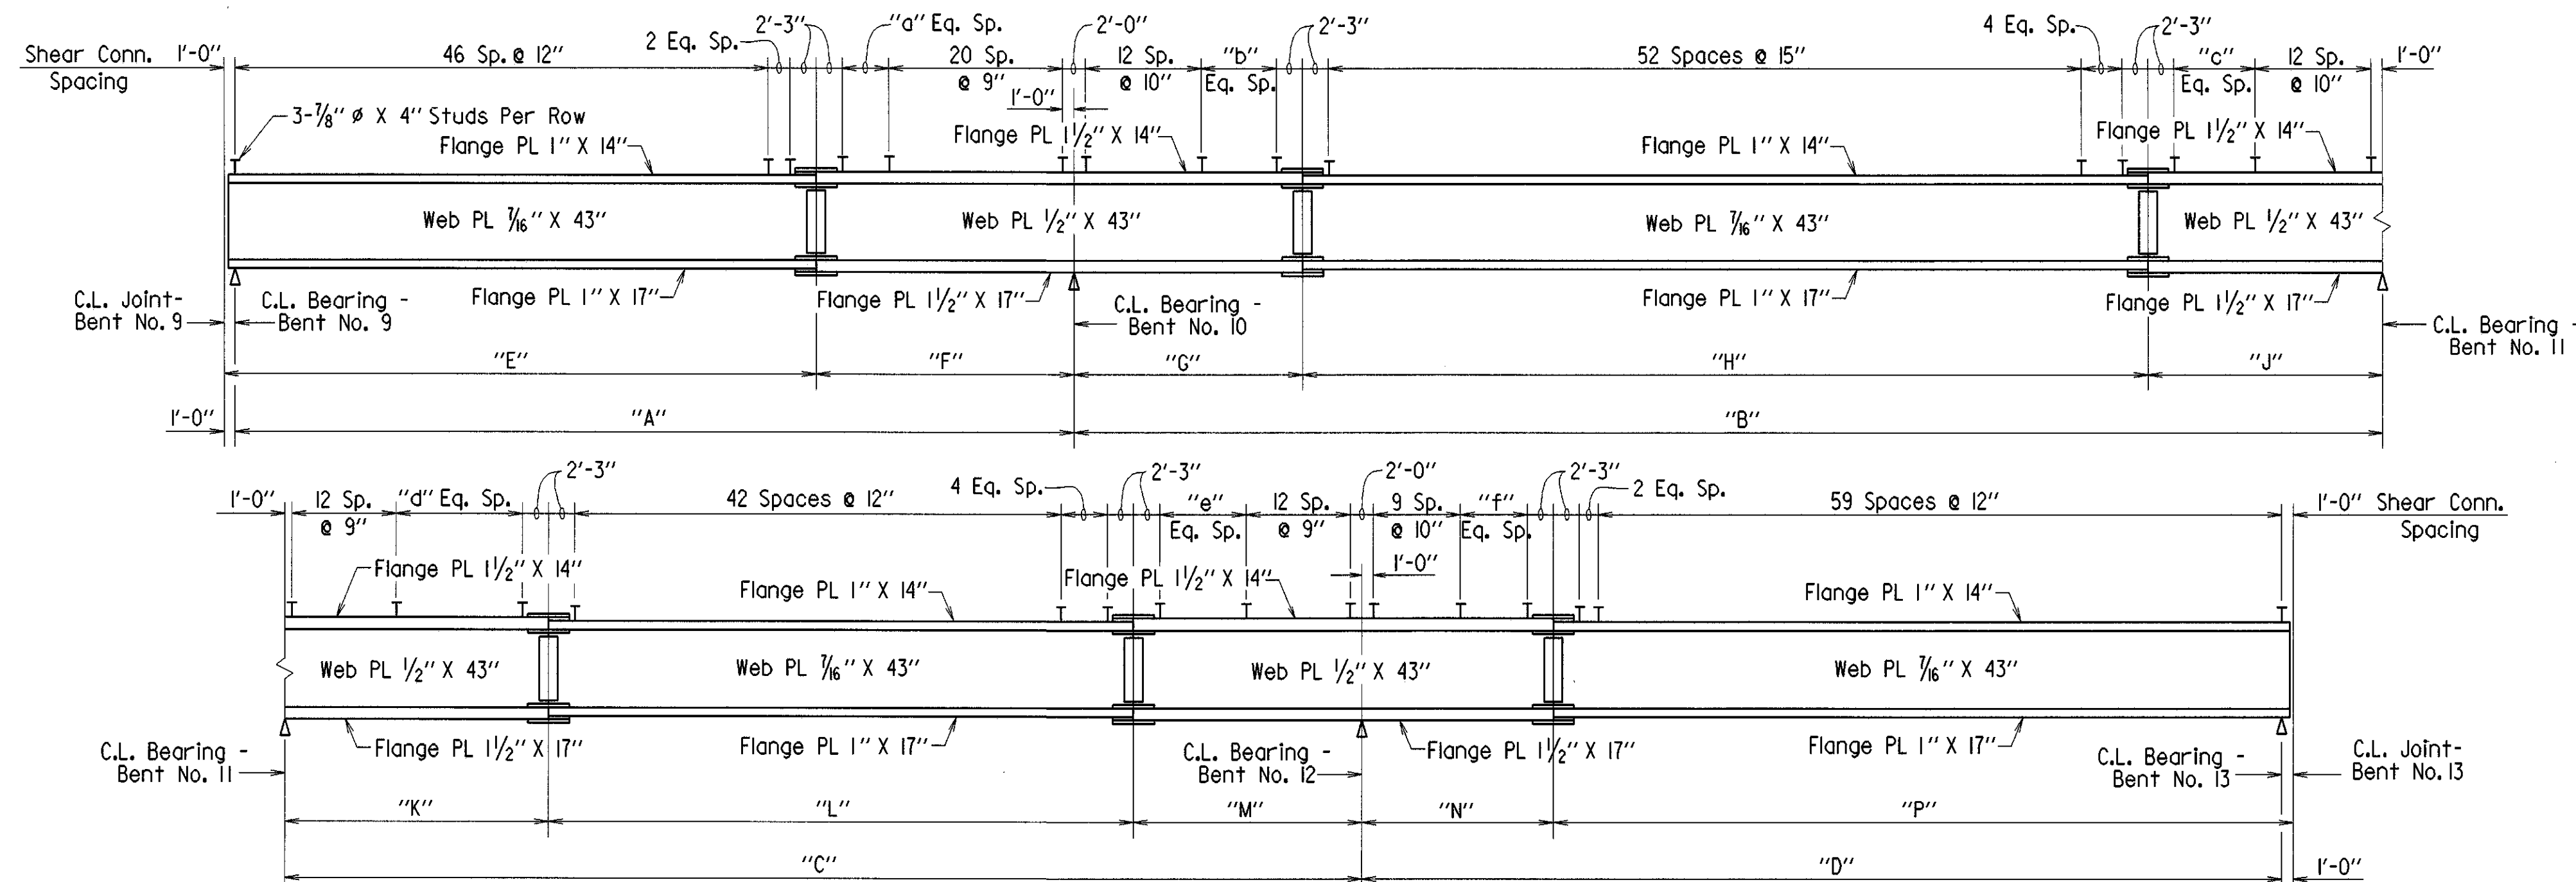 2'-3"
"a" Eq. Sp.
2'-0"
2'-3"
4 Eq. Sp.
2'-3"
Shear Conn.
Spacing
1'-0"
46 Sp. @ 12"
2 Eq. Sp.
20 Sp.
@ 9"
12 Sp.
@ 10"
"b"
Eq. Sp.
52 Spaces @ 15"
"c"
Eq. Sp.
12 Sp.
@ 10"
1'-0"
1'-0"
3-7/8" ø X 4" Studs Per Row
Flange PL 1" X 14"
Flange PL 1 1/2" X 14"
Flange PL 1" X 14"
Flange PL 1 1/2" X 14"
Web PL 7/16" X 43"
Web PL 1/2" X 43"
Web PL 7/16" X 43"
Web PL 1/2" X 43"
C.L. Joint-
Bent No. 9
C.L. Bearing -
Bent No. 9
Flange PL 1" X 17"
Flange PL 1 1/2" X 17"
C.L. Bearing -
Bent No. 10
Flange PL 1" X 17"
Flange PL 1 1/2" X 17"
C.L. Bearing -
Bent No. 11
"E"
"F"
"G"
"H"
"J"
1'-0"
"A"
"B"
2'-3"
2'-3"
2'-0"
2'-3"
1'-0"
12 Sp.
@ 9"
"d" Eq. Sp.
42 Spaces @ 12"
4 Eq. Sp.
"e"
Eq. Sp.
12 Sp.
@ 9"
9 Sp.
@ 10"
"f"
Eq. Sp.
2 Eq. Sp.
59 Spaces @ 12"
1'-0" Shear Conn.
Spacing
1'-0"
Flange PL 1 1/2" X 14"
Flange PL 1" X 14"
Flange PL 1 1/2" X 14"
Flange PL 1" X 14"
Web PL 1/2" X 43"
Web PL 7/16" X 43"
Web PL 1/2" X 43"
Web PL 7/16" X 43"
C.L. Bearing -
Bent No. 11
Flange PL 1 1/2" X 17"
Flange PL 1" X 17"
C.L. Bearing -
Bent No. 12
Flange PL 1 1/2" X 17"
Flange PL 1" X 17"
C.L. Bearing -
Bent No. 13
C.L. Joint-
Bent No. 13
"K"
"L"
"M"
"N"
"P"
"C"
"D"
1'-0"